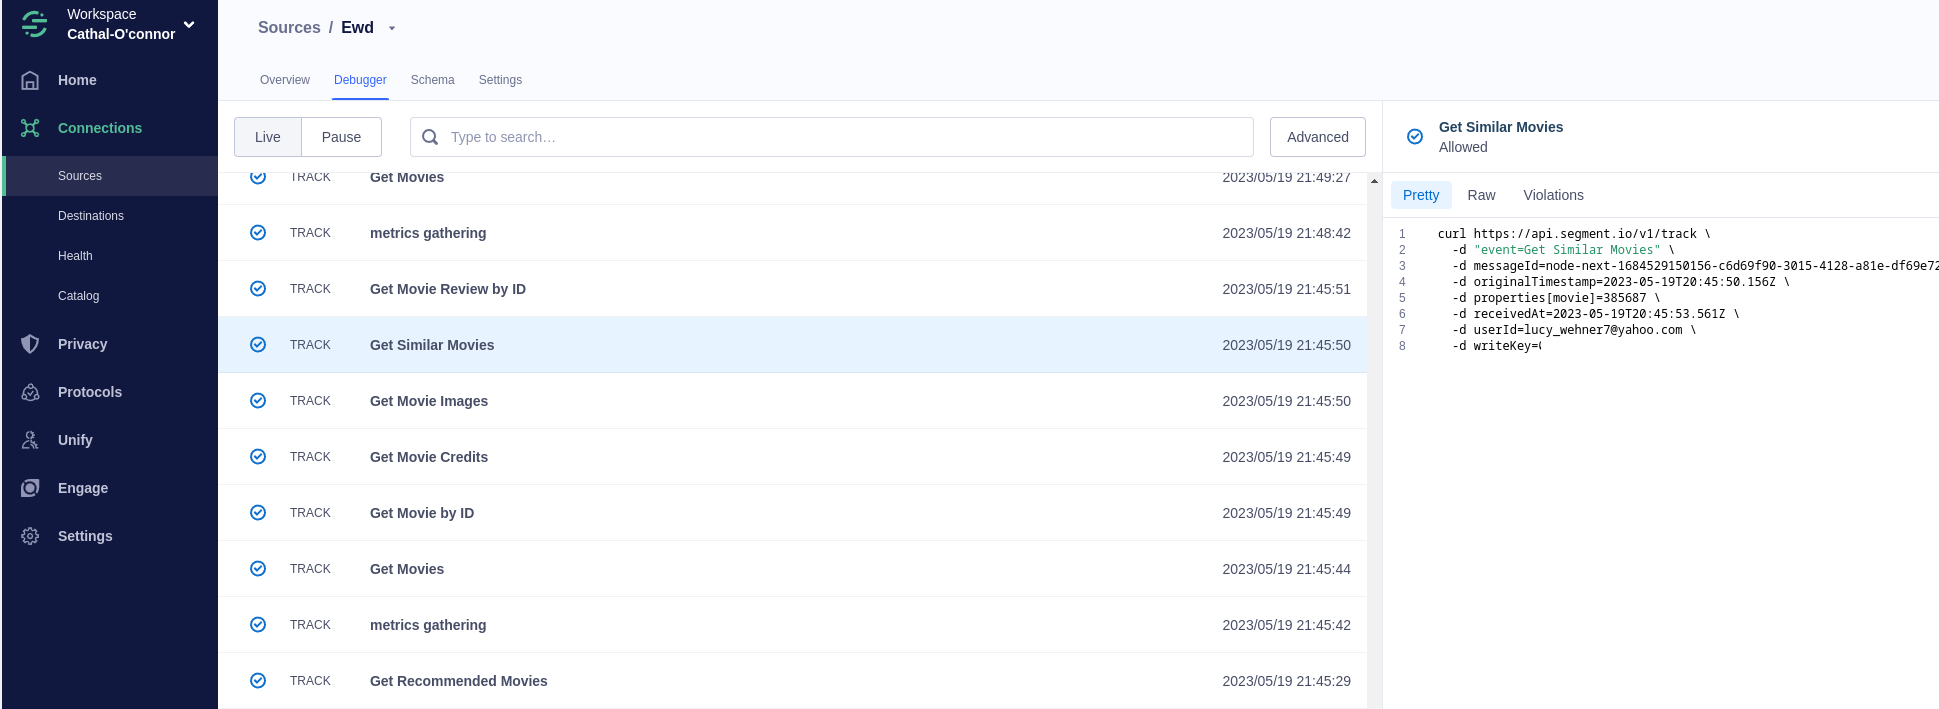 Workspace
Cathal-O'connor
Home
Connections
Sources
Destinations
Health
Catalog
Privacy
Protocols
Unify
Engage
Settings
Sources / Ewd
Overview Debugger Schema Settings
Live Pause Type to search… Advanced
TRACK Get Movies 2023/05/19 21:49:27
TRACK metrics gathering 2023/05/19 21:48:42
TRACK Get Movie Review by ID 2023/05/19 21:45:51
TRACK Get Similar Movies 2023/05/19 21:45:50
TRACK Get Movie Images 2023/05/19 21:45:50
TRACK Get Movie Credits 2023/05/19 21:45:49
TRACK Get Movie by ID 2023/05/19 21:45:49
TRACK Get Movies 2023/05/19 21:45:44
TRACK metrics gathering 2023/05/19 21:45:42
TRACK Get Recommended Movies 2023/05/19 21:45:29
Get Similar Movies
Allowed
Pretty Raw Violations
1 curl https://api.segment.io/v1/track \
2 -d "event=Get Similar Movies" \
3 -d messageId=node-next-1684529150156-c6d69f90-3015-4128-a81e-df69e72
4 -d originalTimestamp=2023-05-19T20:45:50.156Z \
5 -d properties[movie]=385687 \
6 -d receivedAt=2023-05-19T20:45:53.561Z \
7 -d userId=lucy_wehner7@yahoo.com \
8 -d writeKey=